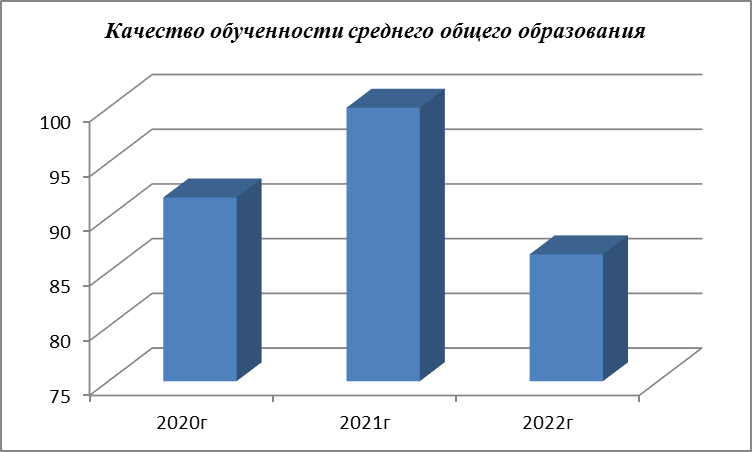 Качество обученности среднего общего образования
100
95
90
85
80
75
2020г
2021г
2022г